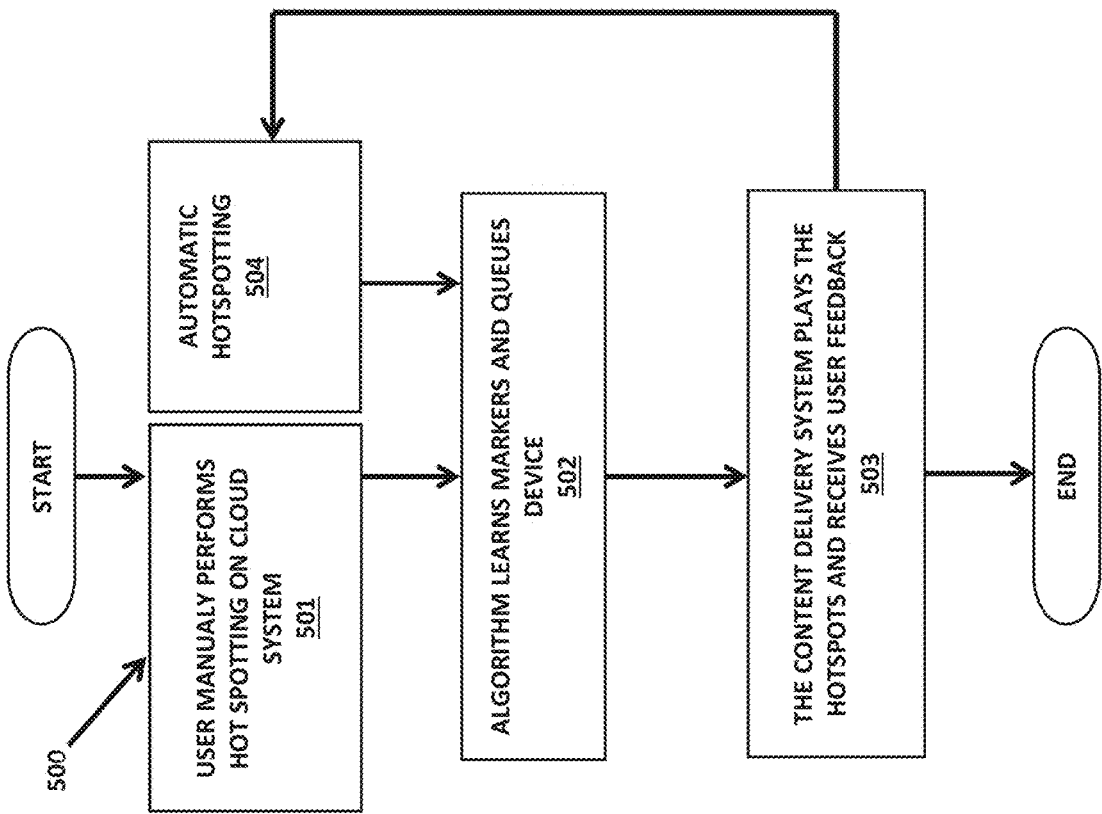 START
500
USER MANUALY PERFORMS
HOT SPOTTING ON CLOUD
SYSTEM
501
AUTOMATIC
HOTSPOTTING
504
ALGORITHM LEARNS MARKERS AND QUEUES
DEVICE
502
THE CONTENT DELIVERY SYSTEM PLAYS THE
HOTSPOTS AND RECEIVES USER FEEDBACK
503
END